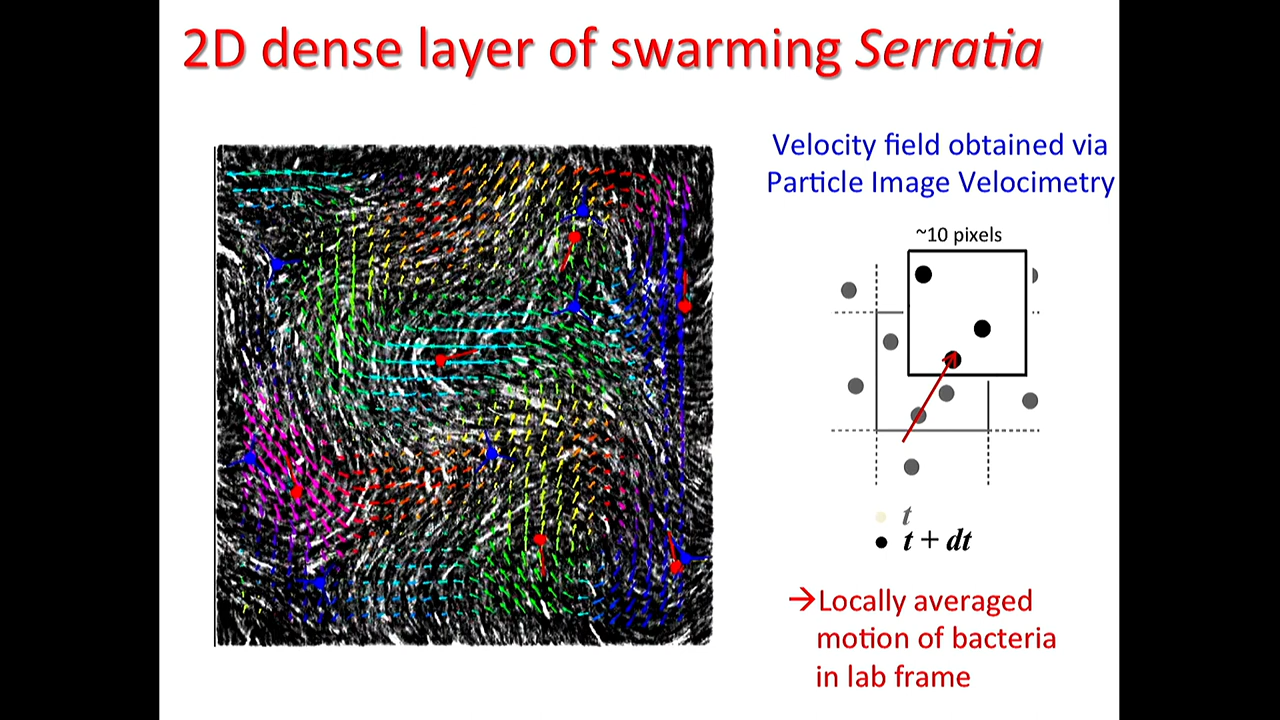 2D dense layer of swarming Serratia
Velocity field obtained via
Particle Image Velocimetry
~10 pixels
t
t + dt
→Locally averaged
motion of bacteria
in lab frame